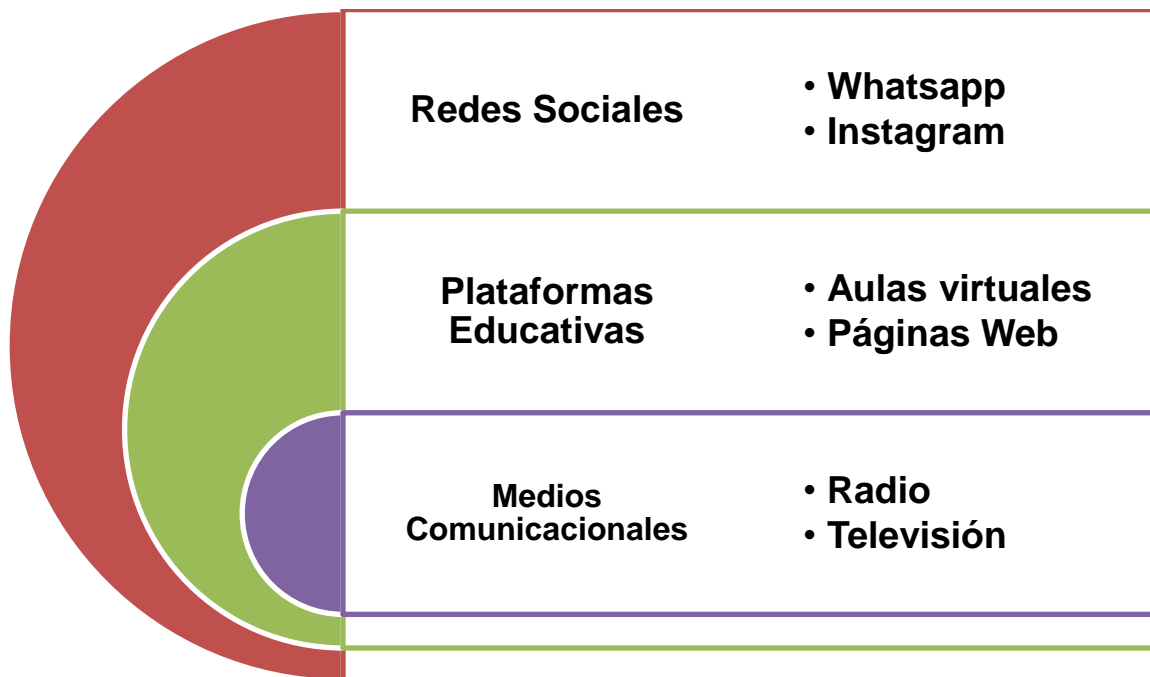 Redes Sociales
• Whatsapp
• Instagram
Plataformas
Educativas
• Aulas virtuales
• Páginas Web
Medios
Comunicacionales
• Radio
• Televisión